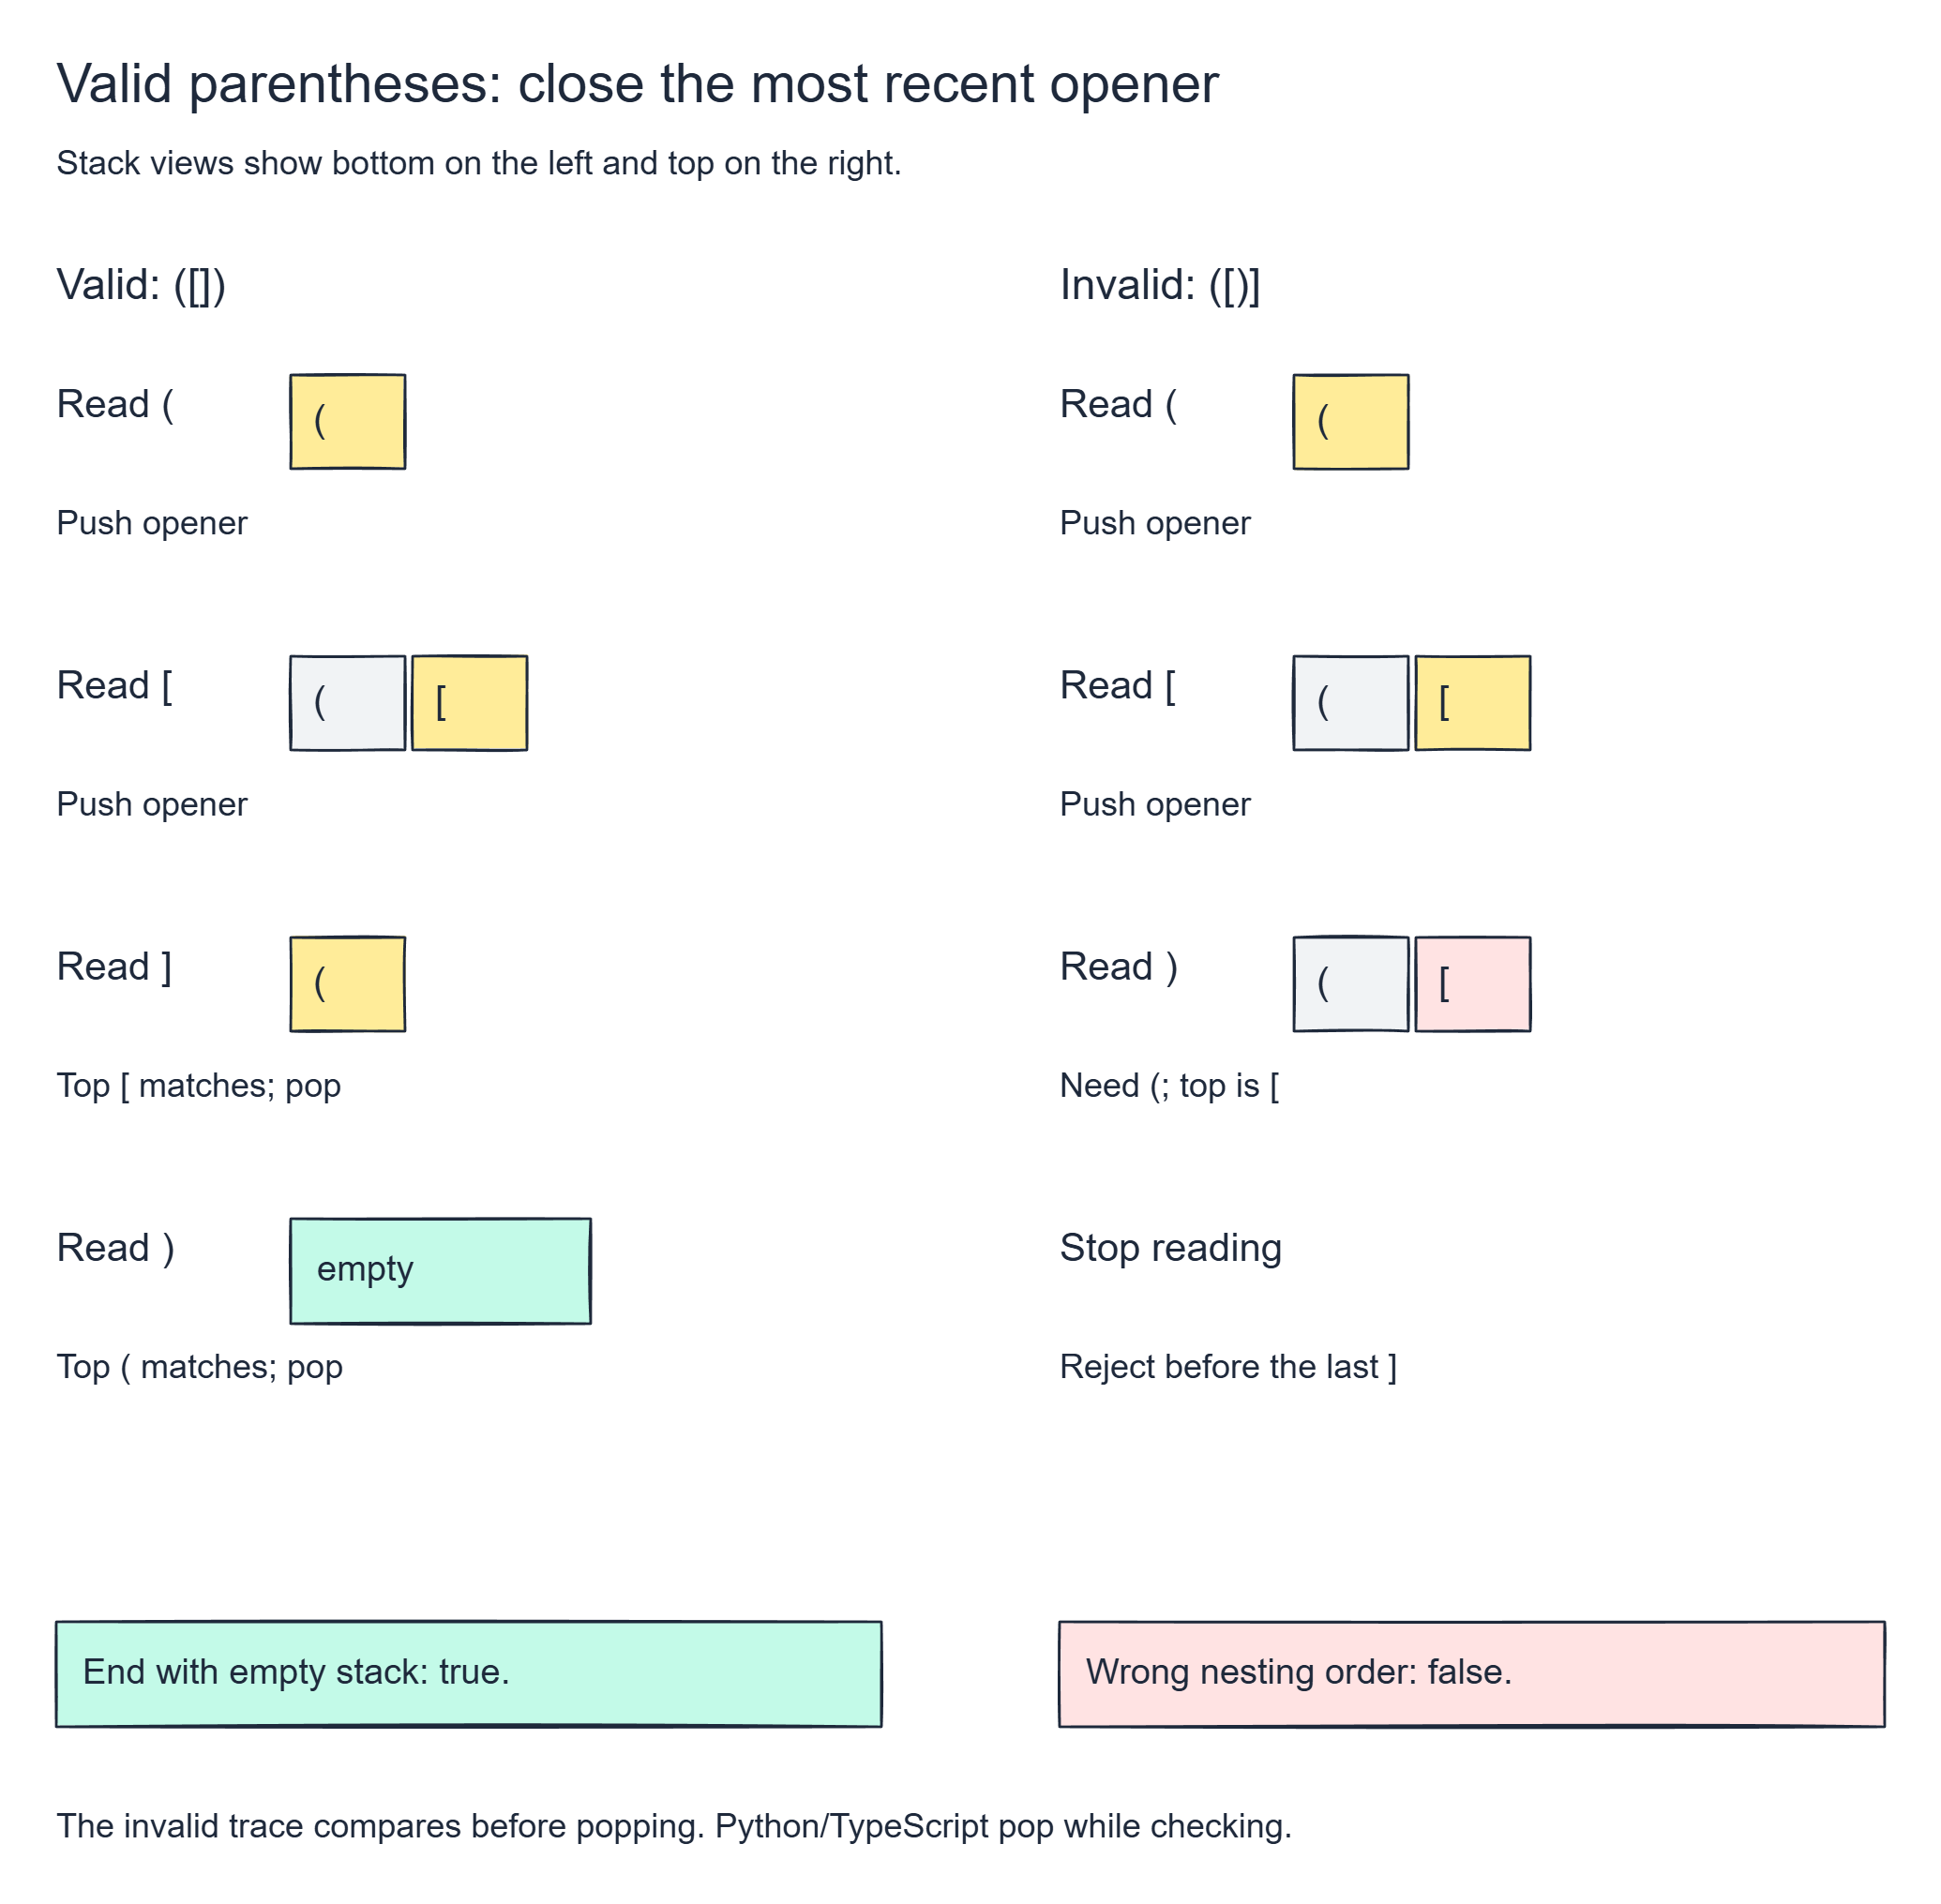 Valid parentheses: close the most recent opener
Stack views show bottom on the left and top on the right.
Valid: ([])
Read (
(
Push opener
Read [
(
[
Push opener
Read ]
(
Top [ matches; pop
Read )
empty
Top ( matches; pop
End with empty stack: true.
Invalid: ([)]
Read (
(
Push opener
Read [
(
[
Push opener
Read )
(
[
Need (; top is [
Stop reading
Reject before the last ]
Wrong nesting order: false.
The invalid trace compares before popping. Python/TypeScript pop while checking.